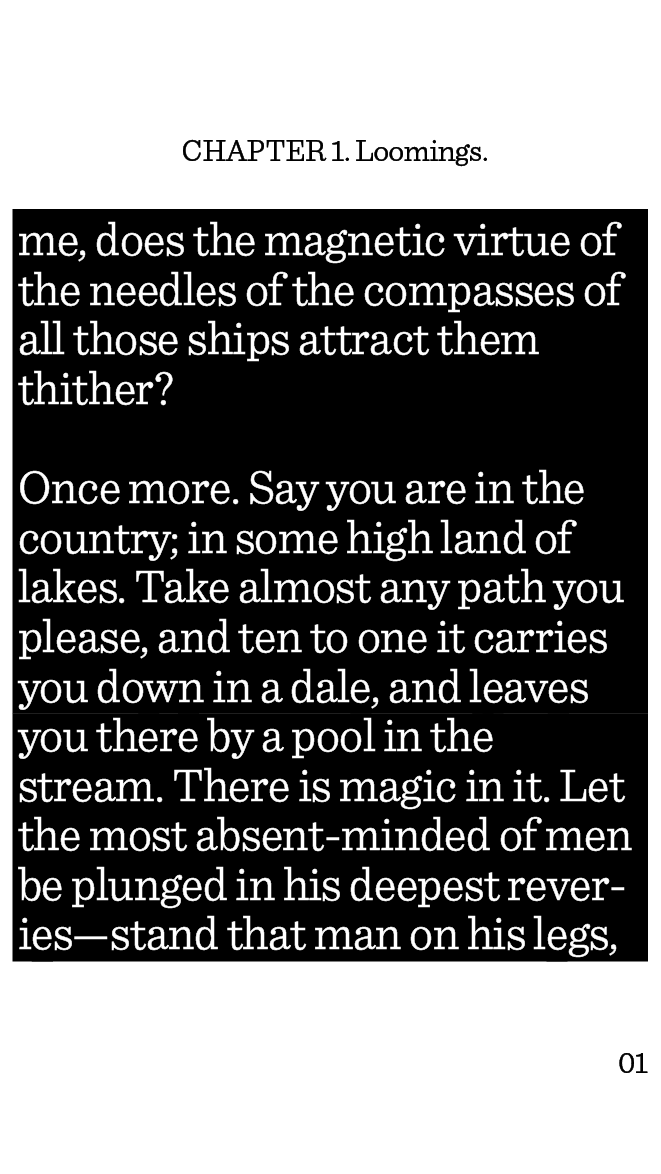 CHAPTER 1. Loomings.
me, does the magnetic virtue of
the needles of the compasses of
all those ships attract them
thither?
Once more. Say you are in the
country; in some high land of
lakes. Take almost any path you
please, and ten to one it carries
you down in a dale, and leaves
you there by a pool in the
stream. There is magic in it. Let
the most absent-minded of men
be plunged in his deepest rever-
ies—stand that man on his legs,
01